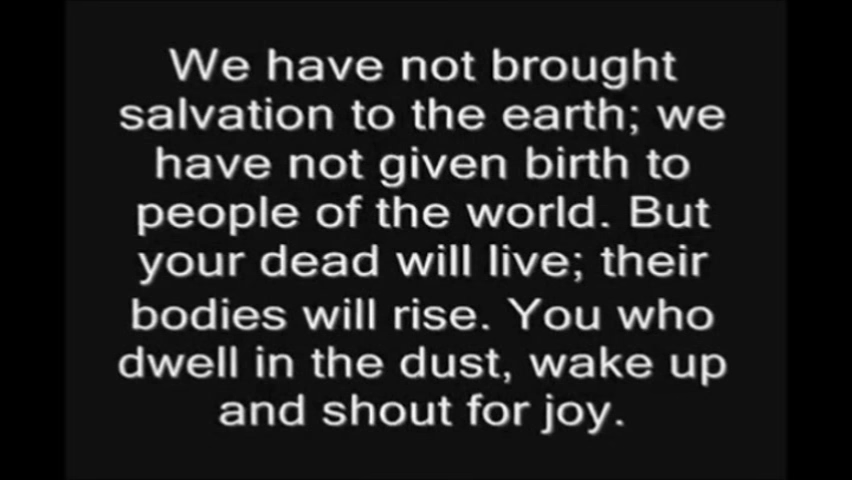 We have not brought
salvation to the earth; we
have not given birth to
people of the world. But
your dead will live; their
bodies will rise. You who
dwell in the dust, wake up
and shout for joy.